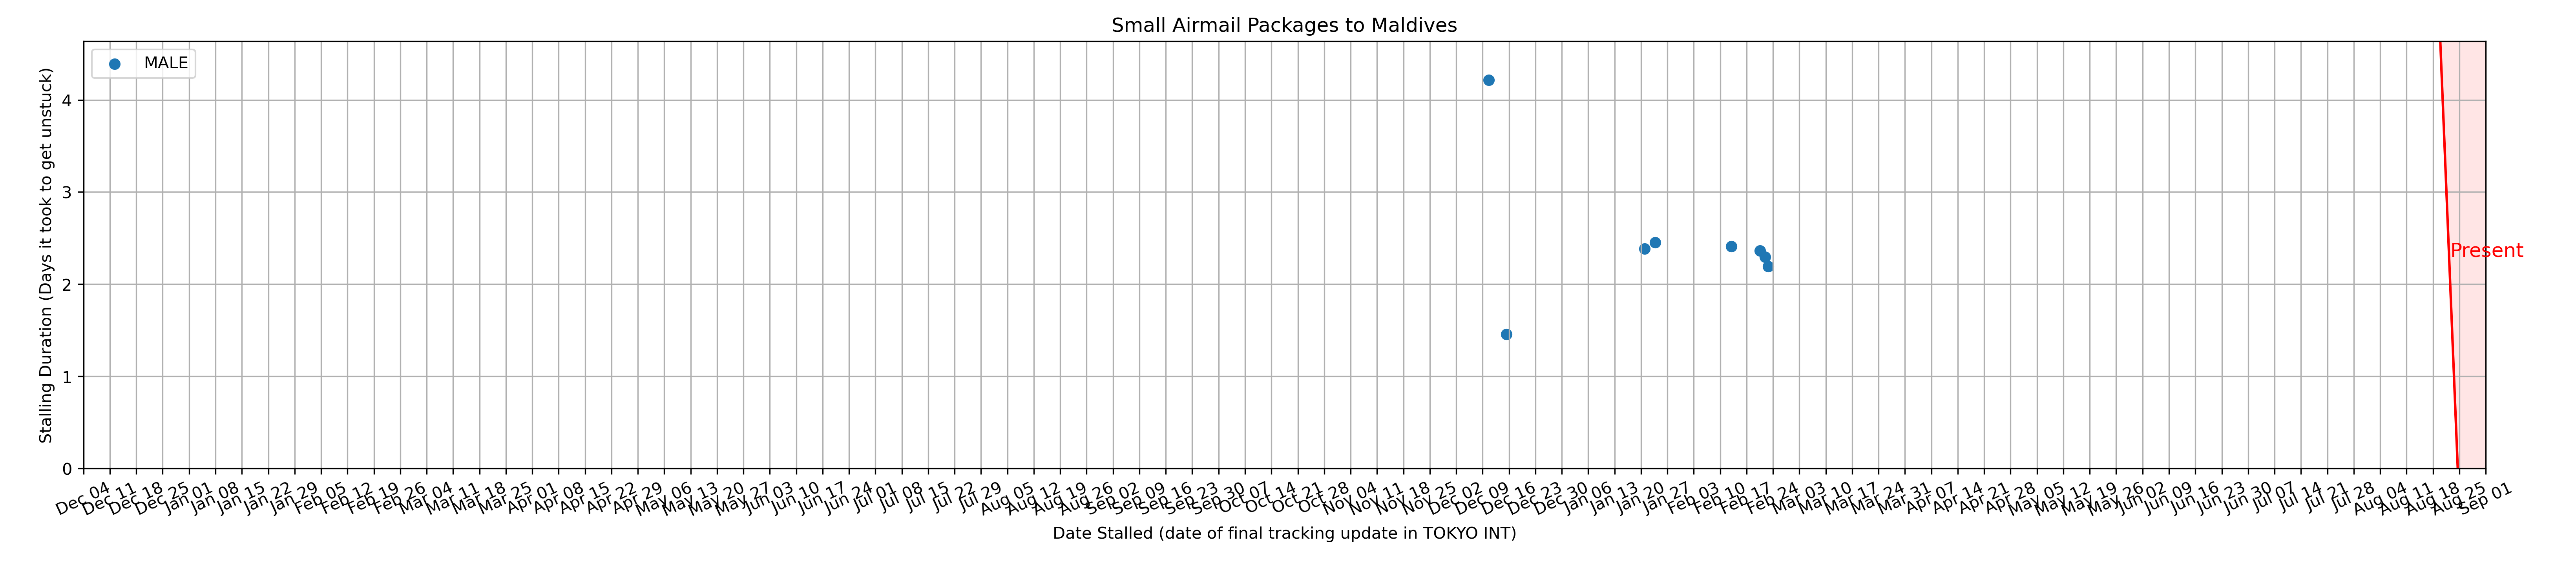 Small Airmail Packages to Maldives
MALE
Stalling Duration (Days it took to get unstuck)
4
3
2
1
0
Present
Dec 04
Dec 11
Dec 18
Dec 25
Jan 01
Jan 08
Jan 15
Jan 22
Jan 29
Feb 05
Feb 12
Feb 19
Feb 26
Mar 04
Mar 11
Mar 18
Mar 25
Apr 01
Apr 08
Apr 15
Apr 22
Apr 29
May 06
May 13
May 20
May 27
Jun 03
Jun 10
Jun 17
Jun 24
Jul 01
Jul 08
Jul 15
Jul 22
Jul 29
Aug 05
Aug 12
Aug 19
Aug 26
Sep 02
Sep 09
Sep 16
Sep 23
Sep 30
Oct 07
Oct 14
Oct 21
Oct 28
Nov 04
Nov 11
Nov 18
Nov 25
Dec 02
Dec 09
Dec 16
Dec 23
Dec 30
Jan 06
Jan 13
Jan 20
Jan 27
Feb 03
Feb 10
Feb 17
Feb 24
Mar 03
Mar 10
Mar 17
Mar 24
Mar 31
Apr 07
Apr 14
Apr 21
Apr 28
May 05
May 12
May 19
May 26
Jun 02
Jun 09
Jun 16
Jun 23
Jun 30
Jul 07
Jul 14
Jul 21
Jul 28
Aug 04
Aug 11
Aug 18
Aug 25
Sep 01
Date Stalled (date of final tracking update in TOKYO INT)